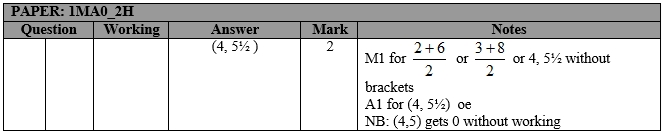 PAPER: 1MA0_2H
Question Working Answer Mark Notes
(4, 5½ ) 2 M1 for (2+6)/2 or (3+8)/2 or 4, 5½ without
brackets
A1 for (4, 5½) oe
NB: (4,5) gets 0 without working